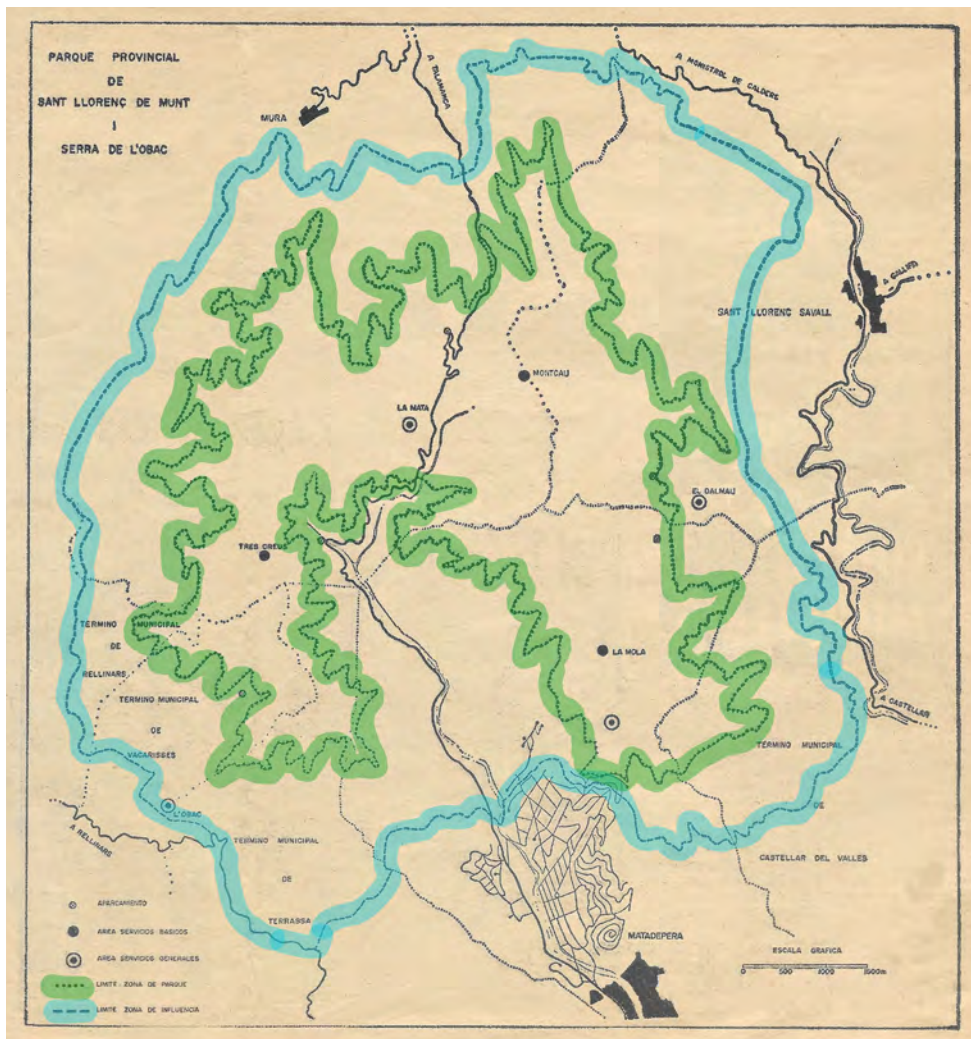 PARQUE PROVINCIAL
DE
SANT LLORENÇ DE MUNT
I
SERRA DE L'OBAC
MURA
A TALAMANCA
A MONISTROL DE CALDERS
A GALLIFA
SANT LLORENÇ SAVALL
MONTCAU
LA MATA
EL DALMAU
TRES CREUS
TERMINO MUNICIPAL
DE
RELLINARS
LA MOLA
TERMINO MUNICIPAL
DE
VACARISSES
A CASTELLAR
TERMINO MUNICIPAL
DE
CASTELLAR DEL VALLES
L'OBAC
A RELLINARS
TERMINO MUNICIPAL
DE
TERRASSA
MATADEPERA
APARCAMIENTO
AREA SERVICIOS BASICOS
AREA SERVICIOS GENERALES
LIMITE ZONA DE PARQUE
LIMITE ZONA DE INFLUENCIA
ESCALA GRAFICA
0 500 1000 1500m